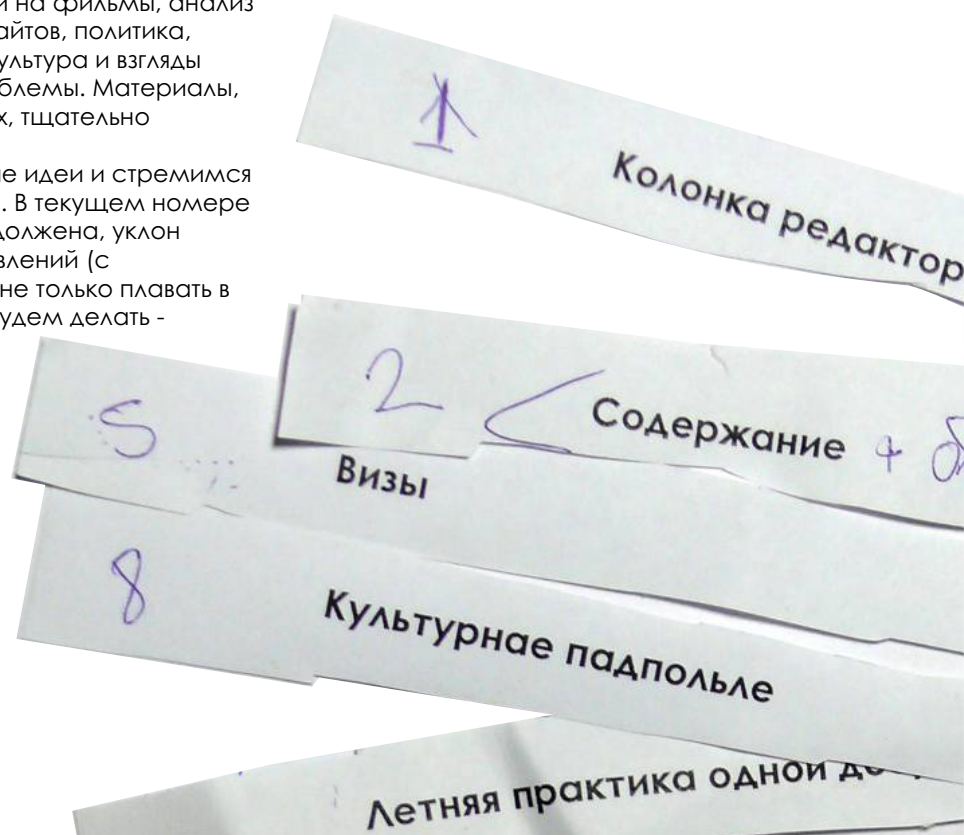 и на фильмы, анализ
айтов, политика,
ультура и взгляды
блемы. Материалы,
х, тщательно
е идеи и стремимся
. В текущем номере
должена, уклон
влений (с
не только плавать в
удем делать -
1 Колонка редактор
2 < Содержание +
5 Визы
8 Культурнае падпольле
Летняя практика одной